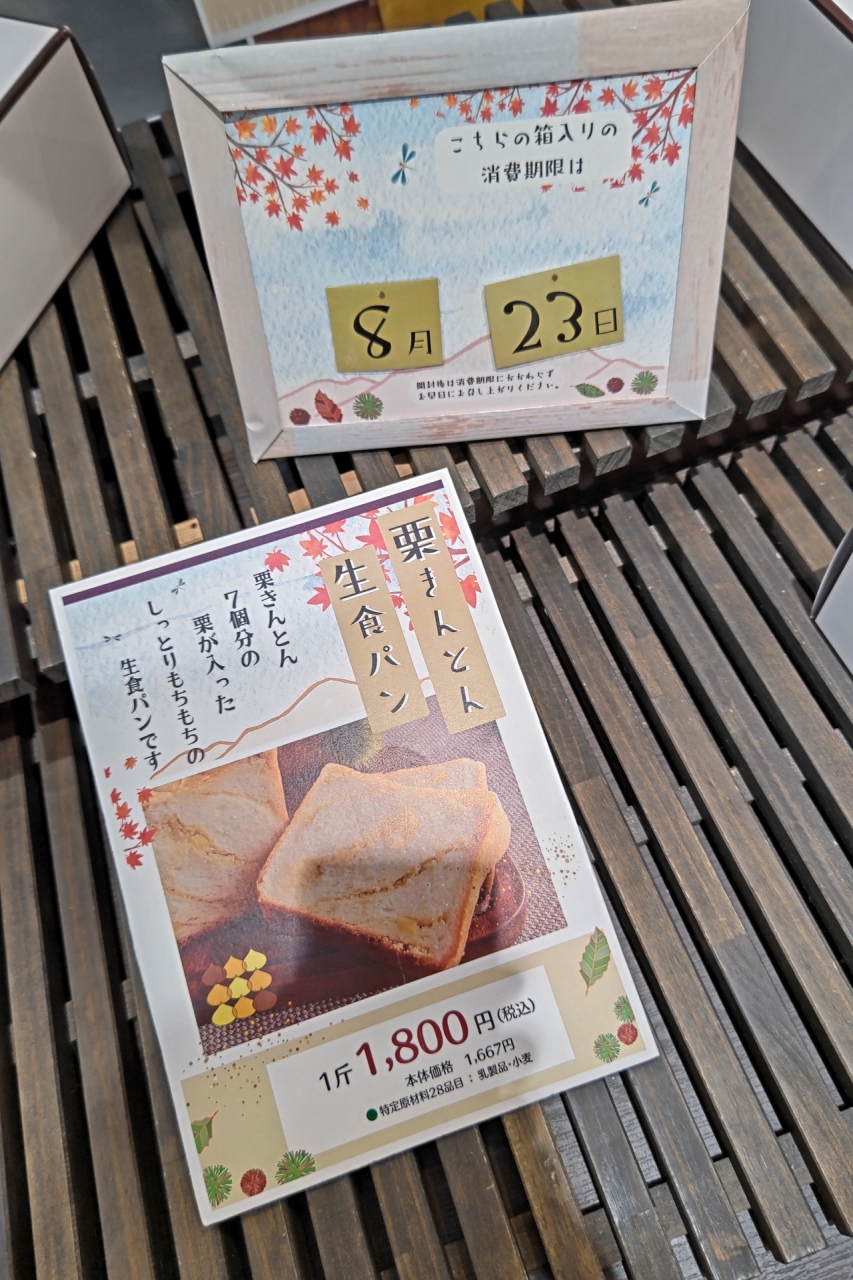 こちらの箱入りの
消費期限は
8月 23日
開封後は消費期限にかかわらず
お早目にお召し上がりください。
栗きんとん
生食パン
栗きんとん
7個分の
栗が入った
しっとりもちもちの
生食パンです
1斤 1,800円(税込)
本体価格 1,667円
●特定原材料28品目：乳製品・小麦